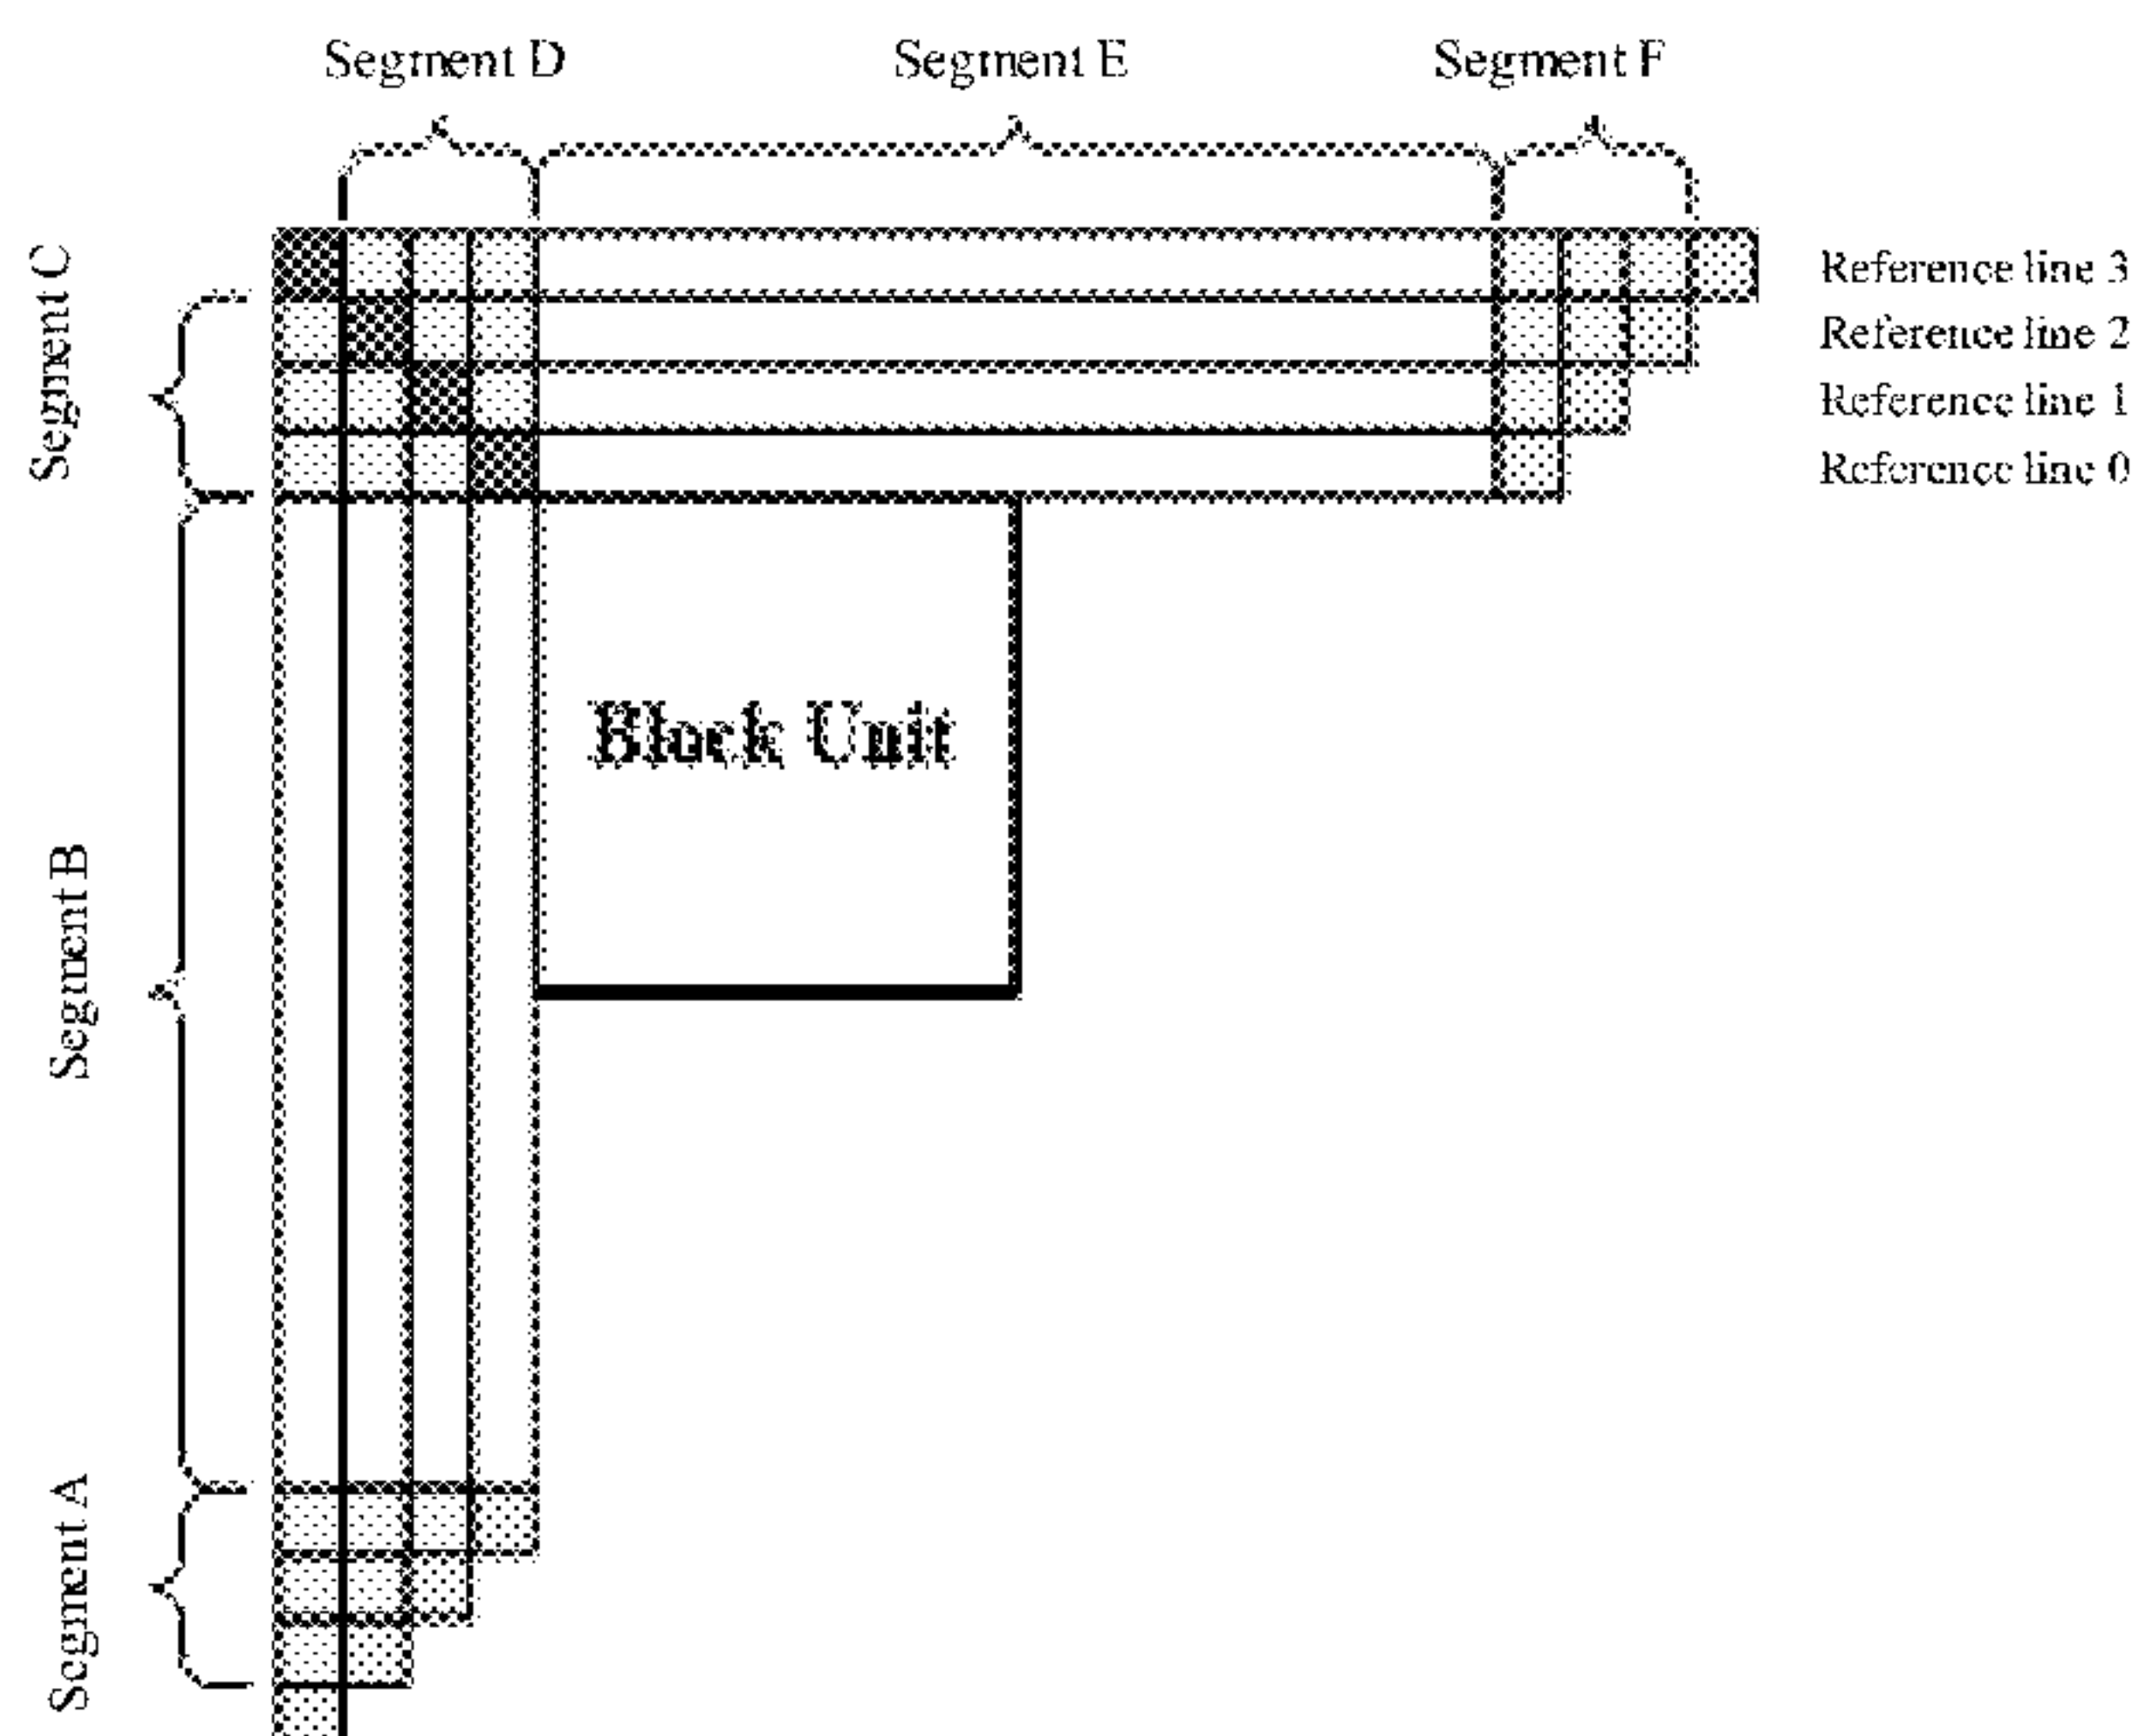 Segment D
Segment E
Segment F
Segment C
Reference line 3
Reference line 2
Reference line 1
Reference line 0
Block Unit
Segment B
Segment A